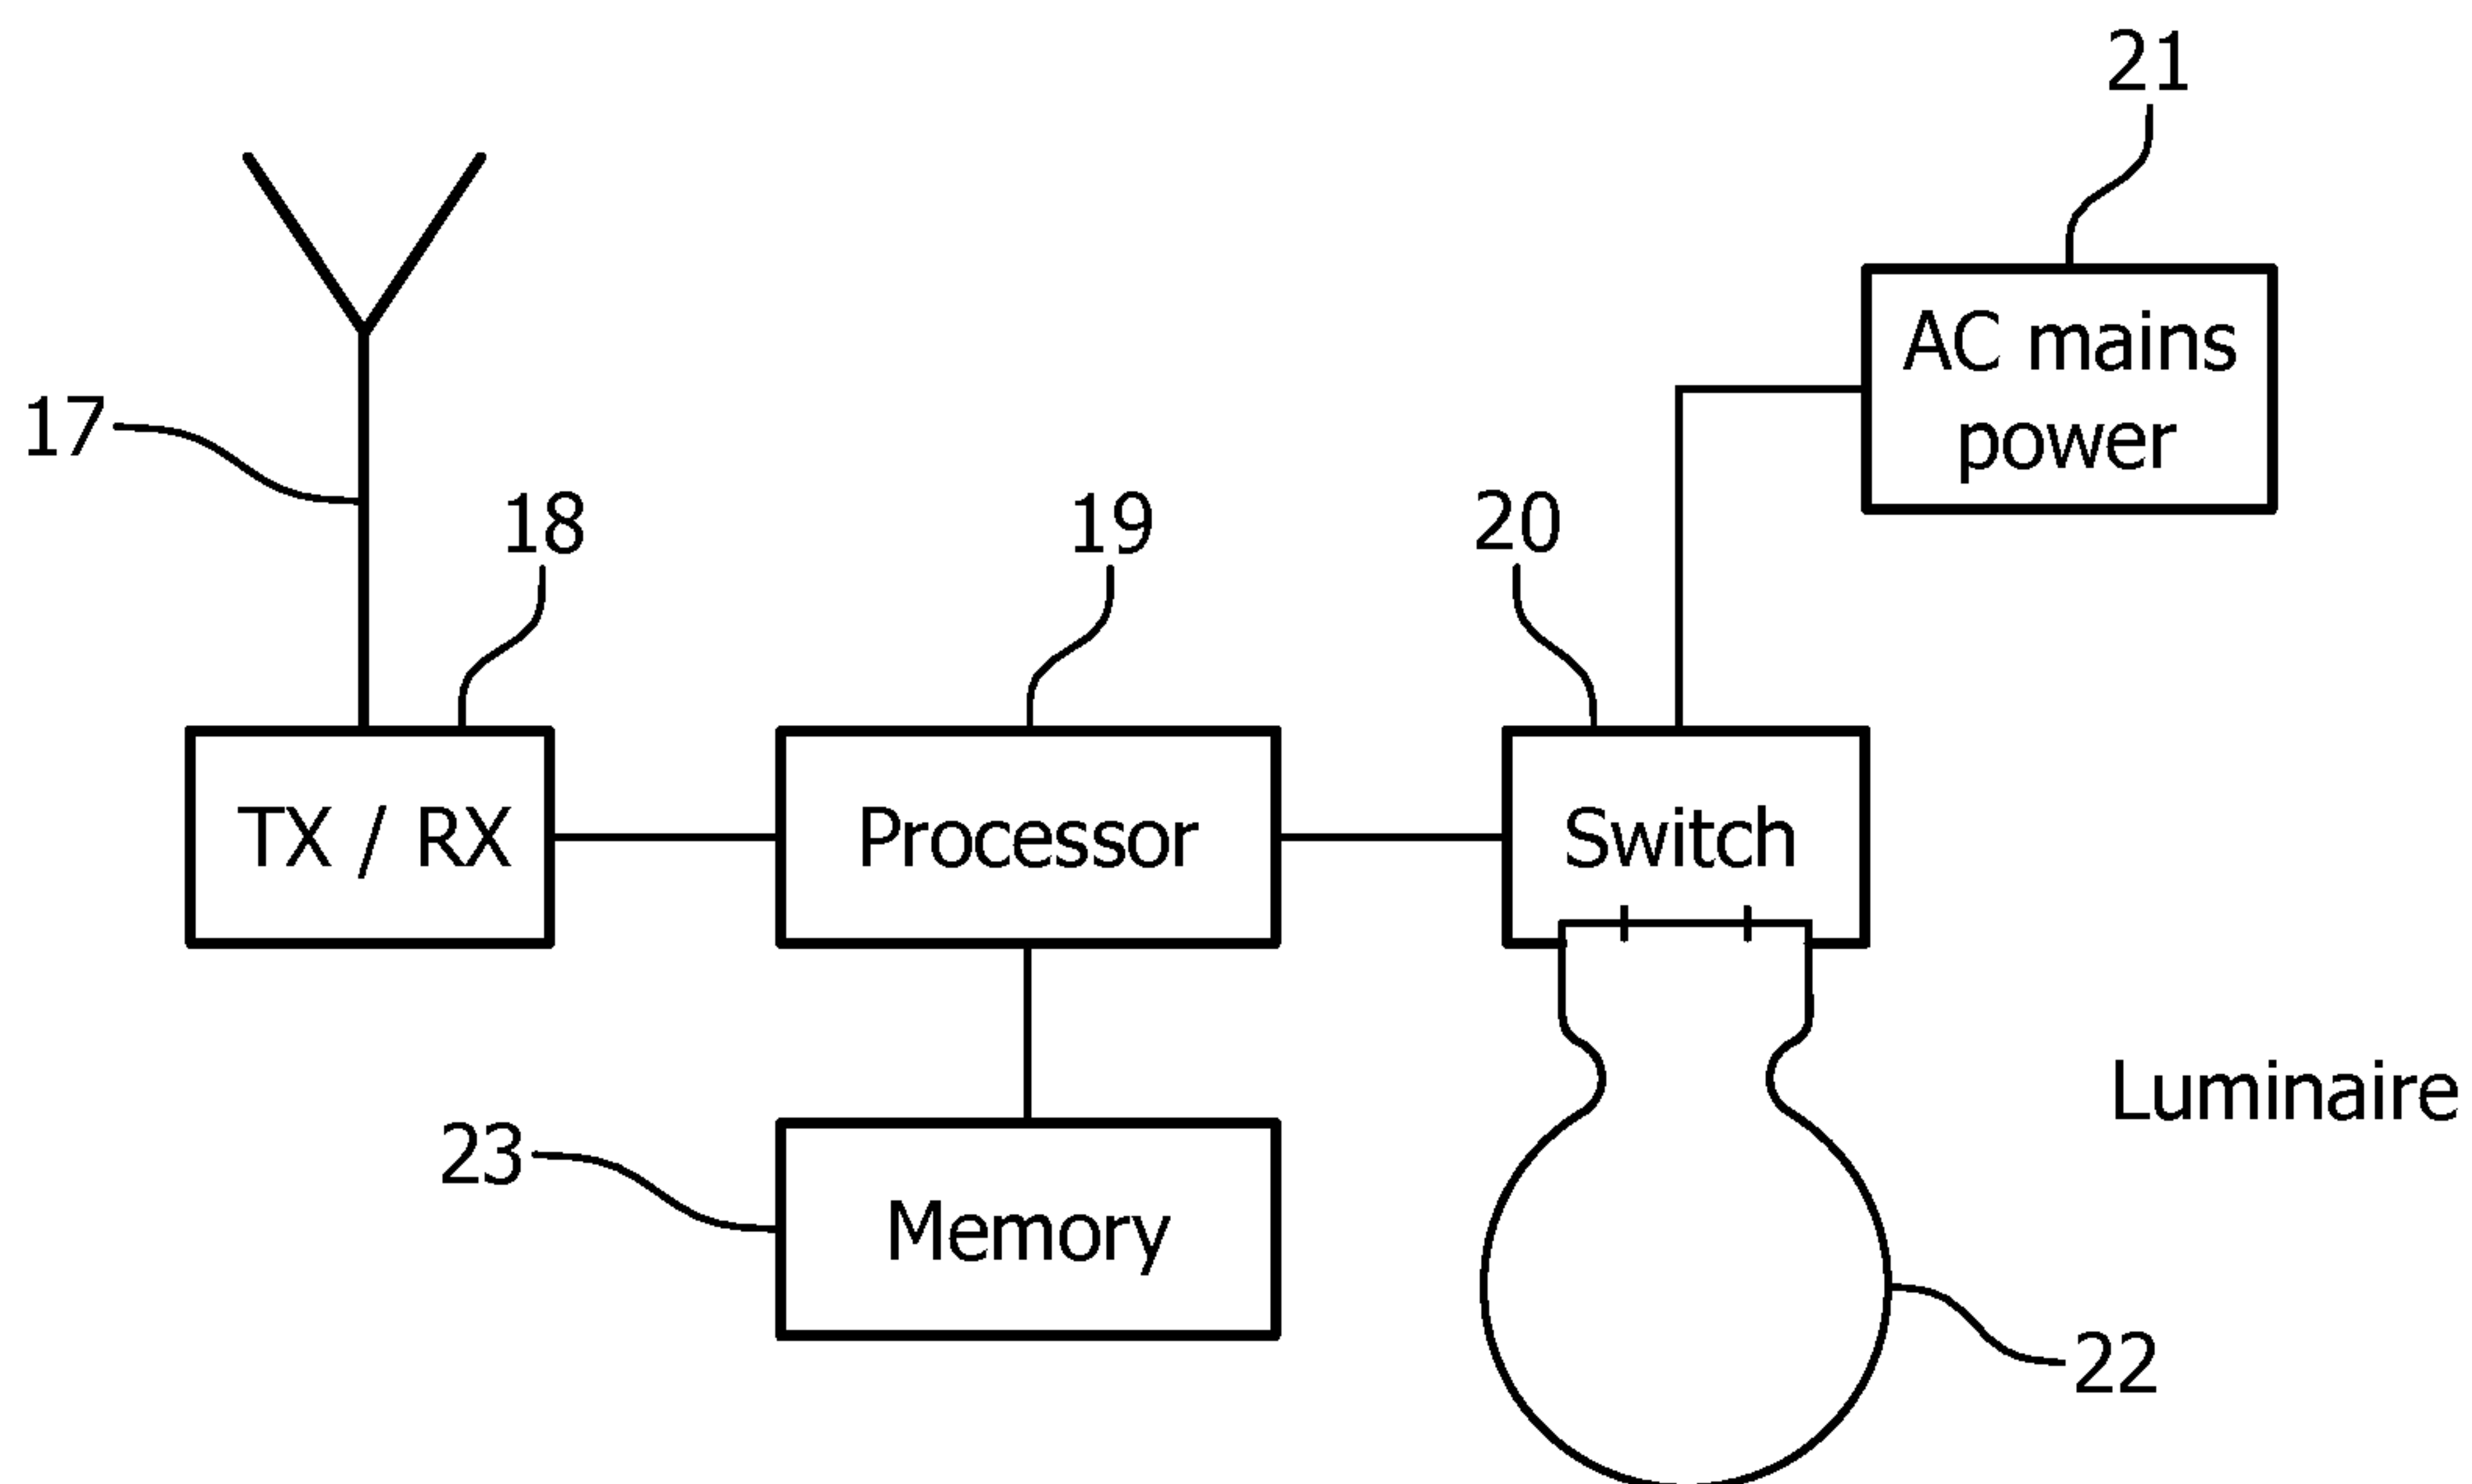 21
AC mains
power
17
18
19
20
TX / RX
Processor
Switch
Luminaire
23
Memory
22